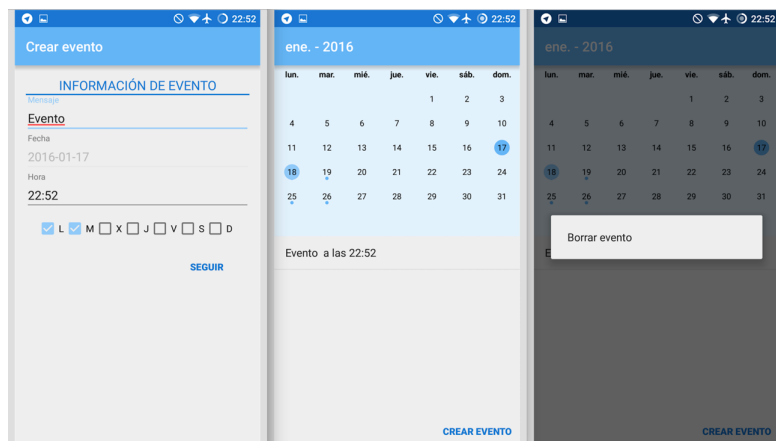 22:52
Crear evento
INFORMACIÓN DE EVENTO
Mensaje
Evento
Fecha
2016-01-17
Hora
22:52
L M X J V S D
SEGUIR
22:52
ene. - 2016
lun. mar. mié. jue. vie. sáb. dom.
1 2 3
4 5 6 7 8 9 10
11 12 13 14 15 16 17
18 19 20 21 22 23 24
25 26 27 28 29 30 31
Evento a las 22:52
CREAR EVENTO
22:52
ene. - 2016
lun. mar. mié. jue. vie. sáb. dom.
1 2 3
4 5 6 7 8 9 10
11 12 13 14 15 16 17
18 19 20 21 22 23 24
25 26 27 28 29 30 31
Borrar evento
E
CREAR EVENTO